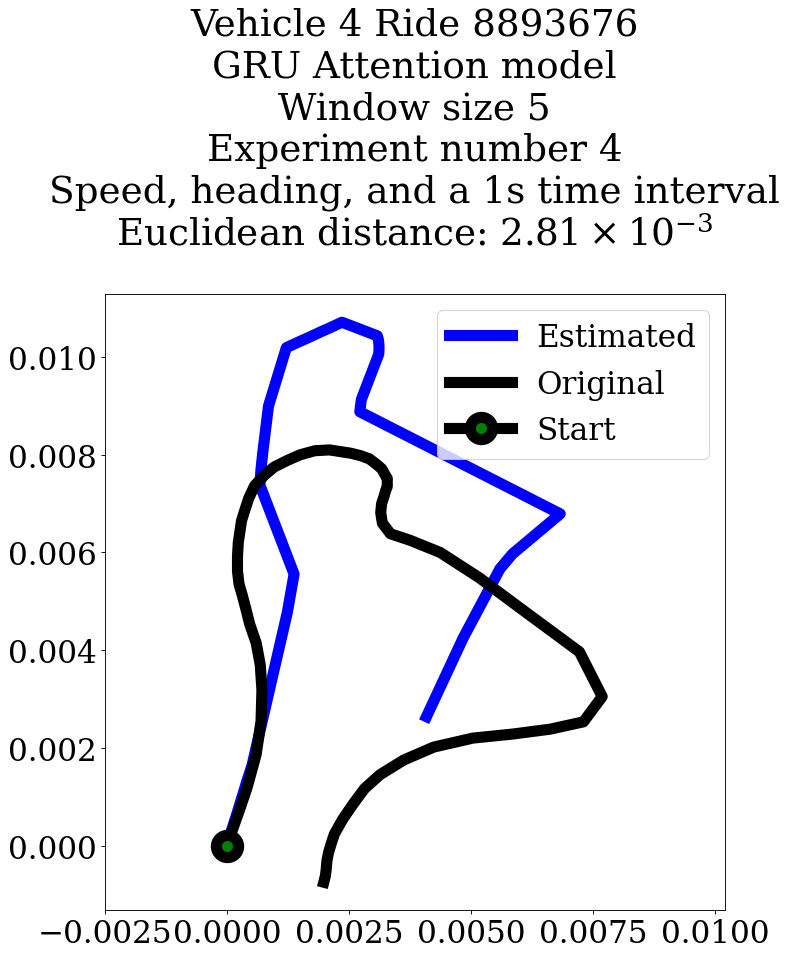 Vehicle 4 Ride 8893676
GRU Attention model
Window size 5
Experiment number 4
Speed, heading, and a 1s time interval
Euclidean distance: 2.81 × 10⁻³
Estimated
Original
Start
0.010
0.008
0.006
0.004
0.002
0.000
−0.0025 0.0000 0.0025 0.0050 0.0075 0.0100